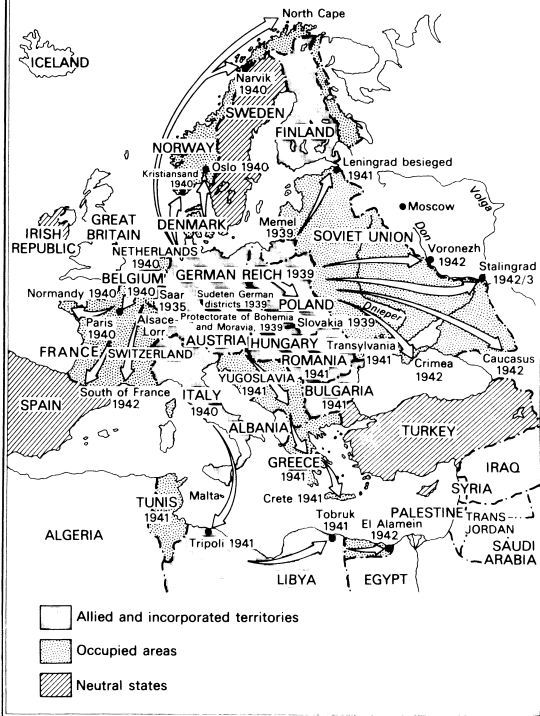 North Cape
ICELAND
Narvik
1940
SWEDEN
FINLAND
NORWAY
Oslo 1940
Kristiansand
1940
Leningrad besieged
1941
Moscow
Volga
GREAT
BRITAIN
IRISH
REPUBLIC
DENMARK
Memel
1939
SOVIET UNION
Don
Voronezh
1942
Stalingrad
1942/3
NETHERLANDS
1940
BELGIUM
1940
GERMAN REICH 1939
Normandy 1940
Saar
1935
Sudeten German
districts 1939
POLAND
Dnieper
Paris
1940
Alsace-
Lorr.
Protectorate of Bohemia
and Moravia, 1939
Slovakia 1939
AUSTRIA
HUNGARY
Transylvania
1941
FRANCE
SWITZERLAND
ROMANIA
1941
Crimea
1942
Caucasus
1942
YUGOSLAVIA
1941
BULGARIA
1941
SPAIN
South of France
1942
ITALY
1940
ALBANIA
TURKEY
GREECE
1941
IRAQ
SYRIA
Crete 1941
Malta
TUNIS
1941
Tobruk
1941
El Alamein
1942
PALESTINE
TRANS-
JORDAN
ALGERIA
Tripoli 1941
SAUDI
ARABIA
LIBYA
EGYPT
Allied and incorporated territories
Occupied areas
Neutral states